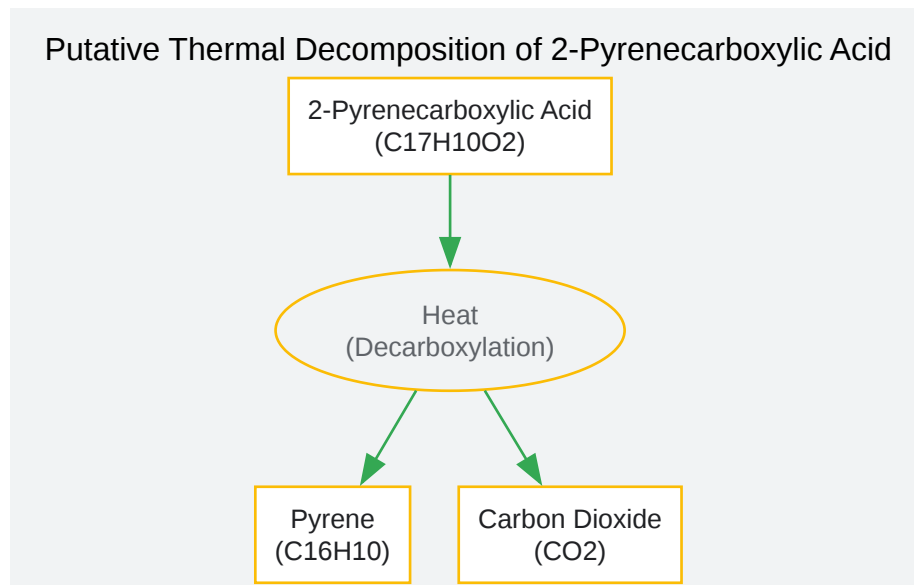 Putative Thermal Decomposition of 2-Pyrenecarboxylic Acid
2-Pyrenecarboxylic Acid
(C17H10O2)
Heat
(Decarboxylation)
Pyrene
(C16H10)
Carbon Dioxide
(CO2)